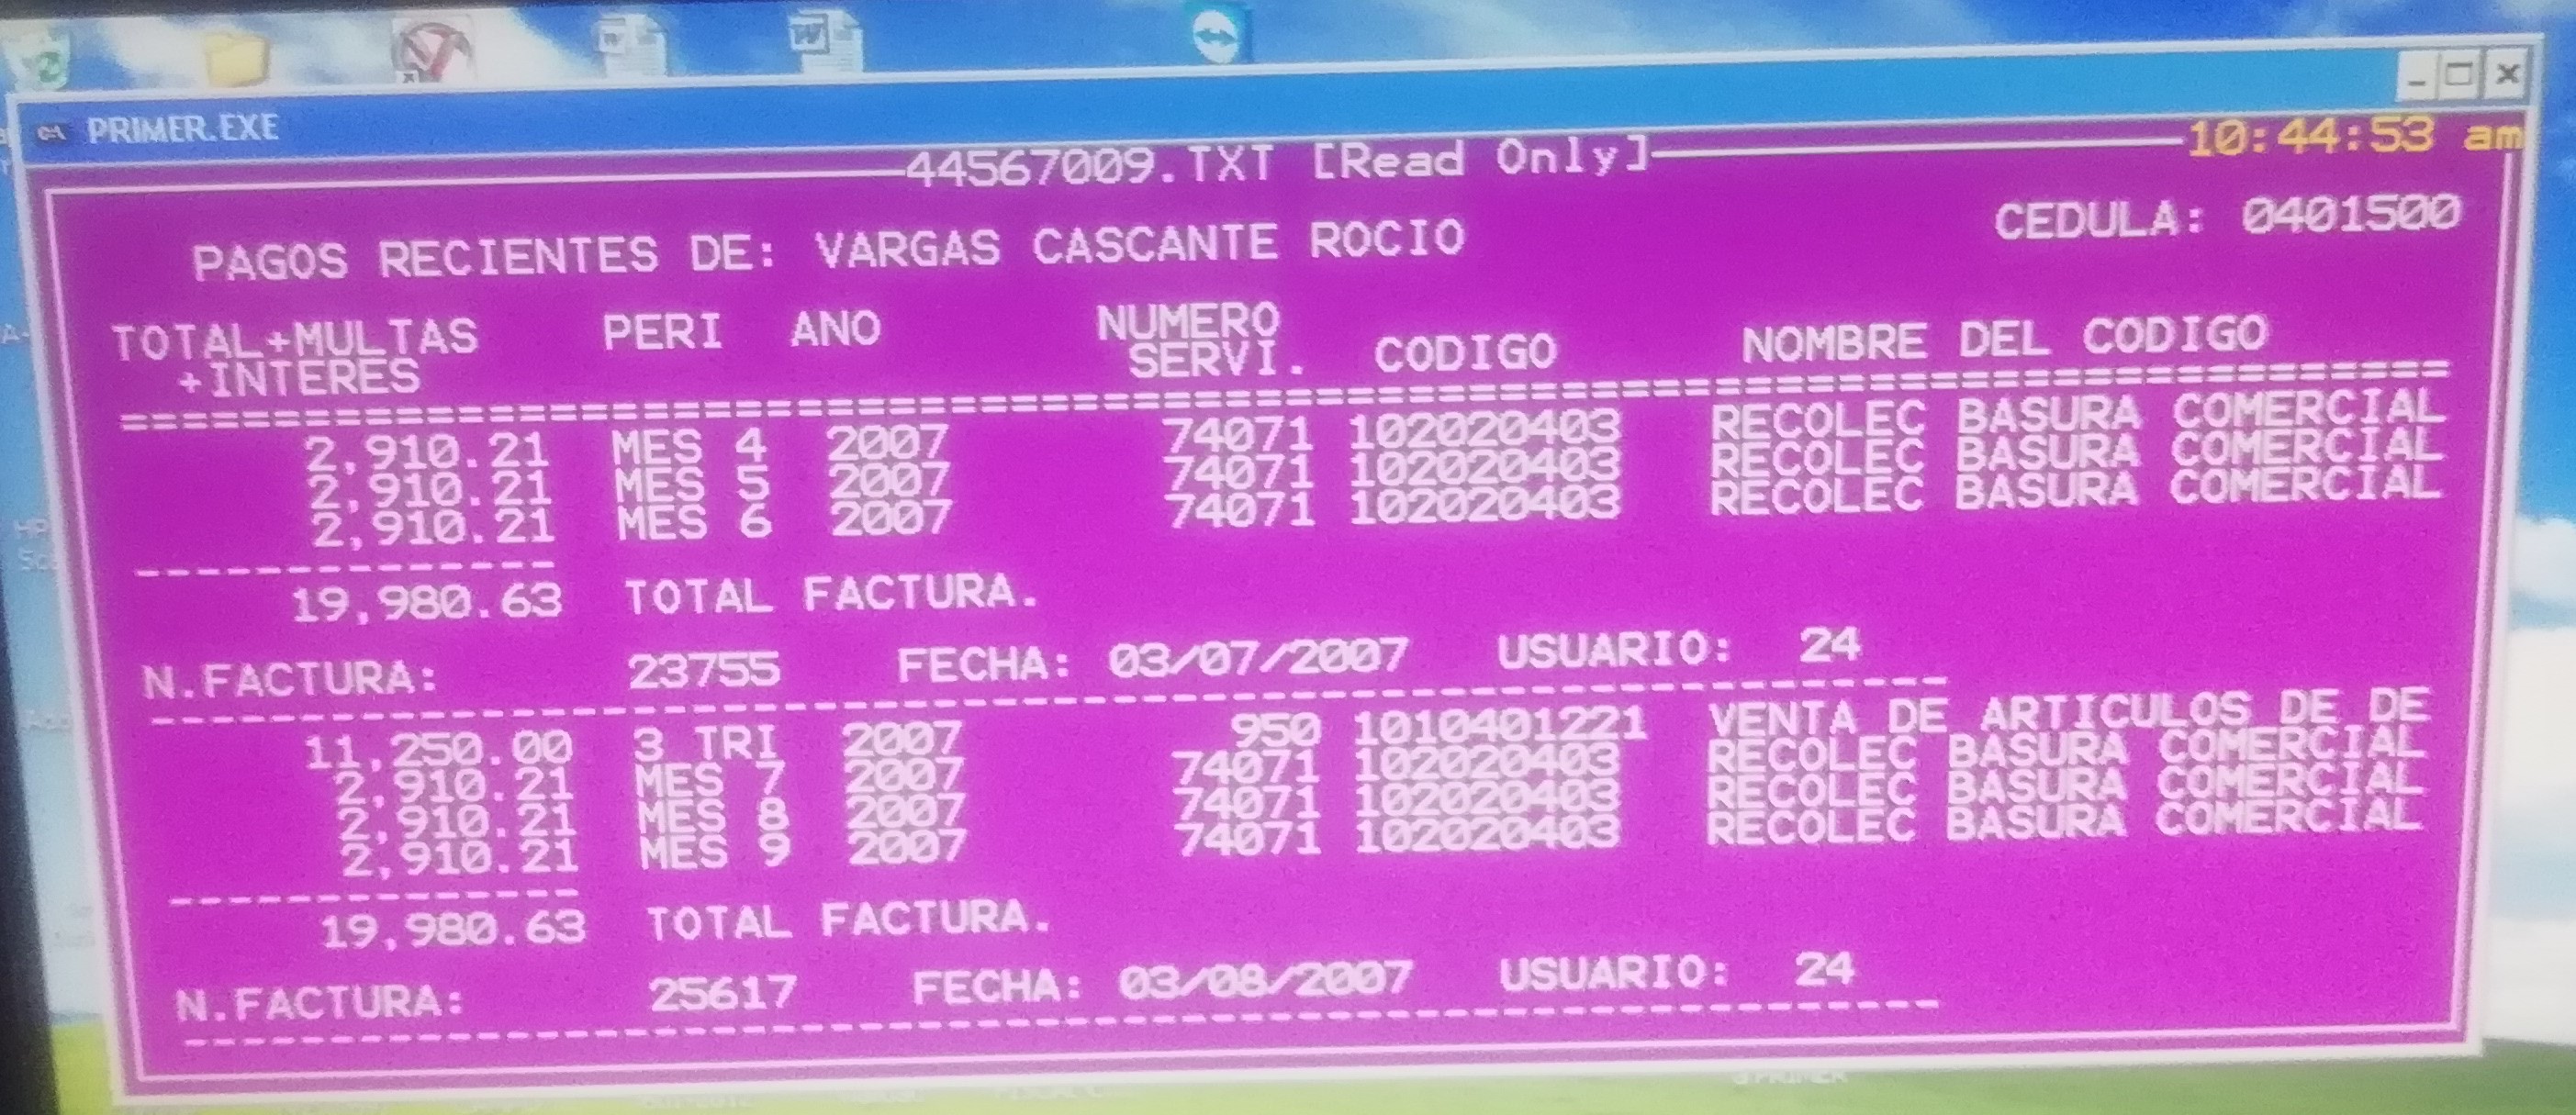 PRIMER.EXE
44567009.TXT [Read Only]
10:44:53 am
PAGOS RECIENTES DE: VARGAS CASCANTE ROCIO CEDULA: 0401500
TOTAL+MULTAS PERI ANO NUMERO
+INTERES SERVI. CODIGO NOMBRE DEL CODIGO
============================================================================
2,910.21 MES 4 2007 74071 102020403 RECOLEC BASURA COMERCIAL
2,910.21 MES 5 2007 74071 102020403 RECOLEC BASURA COMERCIAL
2,910.21 MES 6 2007 74071 102020403 RECOLEC BASURA COMERCIAL
--------------
19,980.63 TOTAL FACTURA.
N.FACTURA: 23755 FECHA: 03/07/2007 USUARIO: 24
----------------------------------------------------------
11,250.00 3 TRI 2007 950 1010401221 VENTA DE ARTICULOS DE DE
2,910.21 MES 7 2007 74071 102020403 RECOLEC BASURA COMERCIAL
2,910.21 MES 8 2007 74071 102020403 RECOLEC BASURA COMERCIAL
2,910.21 MES 9 2007 74071 102020403 RECOLEC BASURA COMERCIAL
--------------
19,980.63 TOTAL FACTURA.
N.FACTURA: 25617 FECHA: 03/08/2007 USUARIO: 24
----------------------------------------------------------